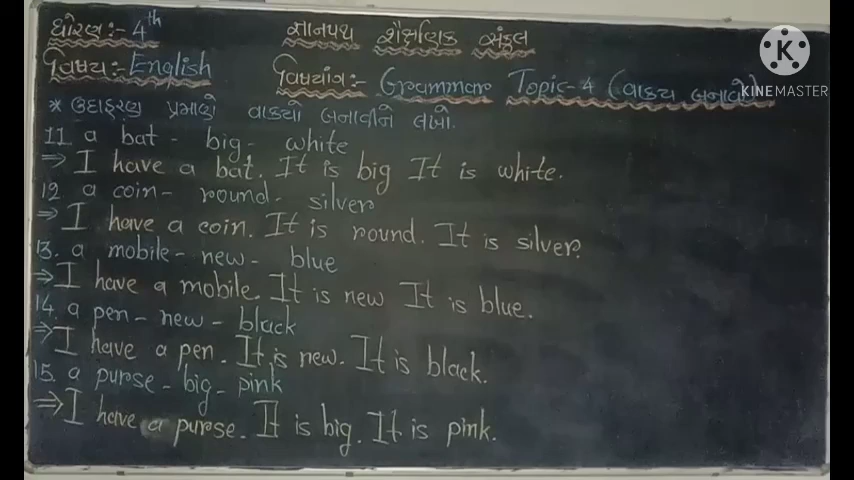 ધોરણ:- 4th જ્ઞાનપથ શૈક્ષણિક સંકુલ
વિષય:- English વિષયાંગ:- Grammar Topic-4 (વાકય બનાવો)
* ઉદાહરણ પ્રમાણે વાકયો બનાવીને લખો.
11. a bat - big - white
⇒ I have a bat. It is big It is white.
12 a coin - round - silver
⇒ I have a coin. It is round. It is silver.
13. a mobile - new - blue
⇒ I have a mobile. It is new It is blue.
14. a pen - new - black
⇒ I have a pen. It is new. It is black.
15. a purse - big - pink
⇒ I have a purse. It is big. It is pink.
KINEMASTER